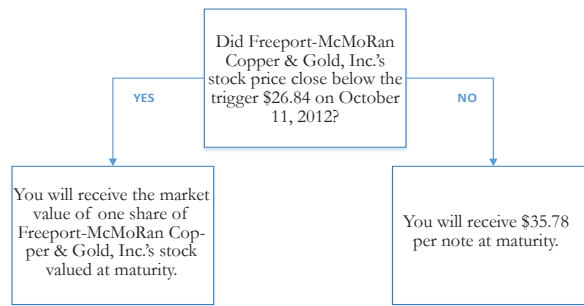 Did Freeport-McMoRan
Copper & Gold, Inc.'s
stock price close below the
trigger $26.84 on October
11, 2012?
YES
NO
You will receive the market
value of one share of
Freeport-McMoRan Cop-
per & Gold, Inc.'s stock
valued at maturity.
You will receive $35.78
per note at maturity.